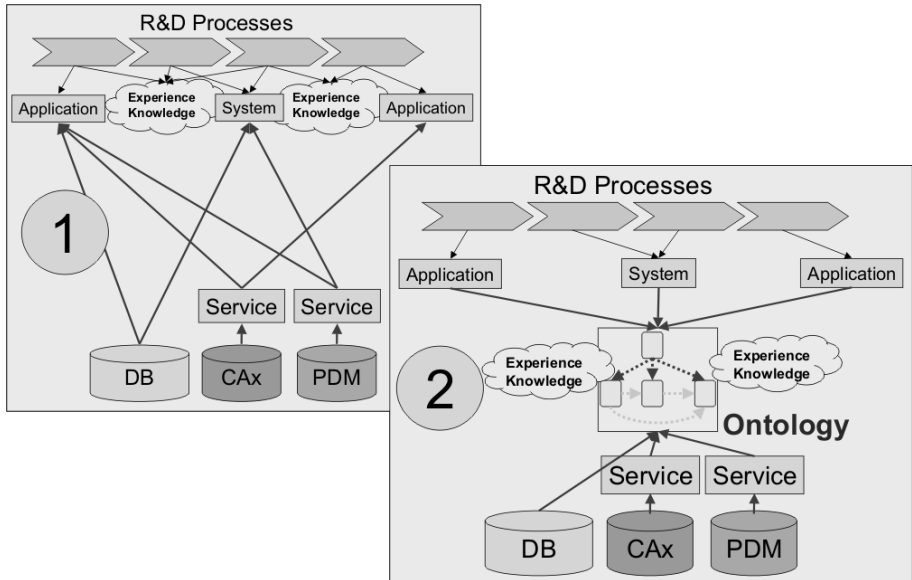 R&D Processes
Application
Experience
Knowledge
System
Experience
Knowledge
Application
1
Service
Service
DB
CAx
PDM
R&D Processes
Application
System
Application
2
Experience
Knowledge
Experience
Knowledge
Ontology
Service
Service
DB
CAx
PDM